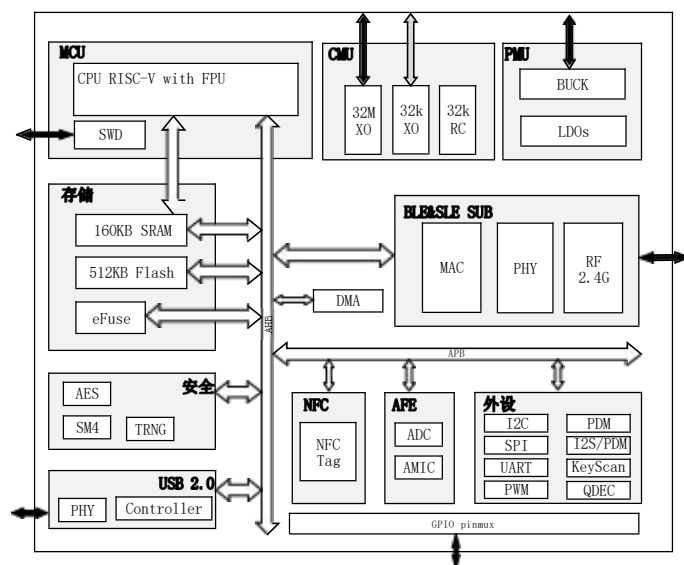 MCU
CPU RISC-V with FPU
SWD
CMU
32M
XO
32k
XO
32k
RC
PMU
BUCK
LDOs
存储
160KB SRAM
512KB Flash
eFuse
BLE&SLE SUB
MAC
PHY
RF
2.4G
DMA
AHB
APB
安全
AES
SM4
TRNG
NFC
NFC
Tag
AFE
ADC
AMIC
外设
I2C
PDM
SPI
I2S/PDM
UART
KeyScan
PWM
QDEC
USB 2.0
PHY
Controller
GPIO pinmux